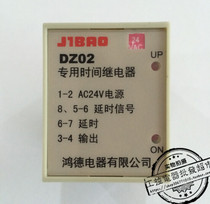 JIBAO
DZ02
专用时间继电器
UP
1-2 AC24V电源
8、5-6 延时信号
6-7 延时
3-4 输出
ON
鸿德电器有限公司